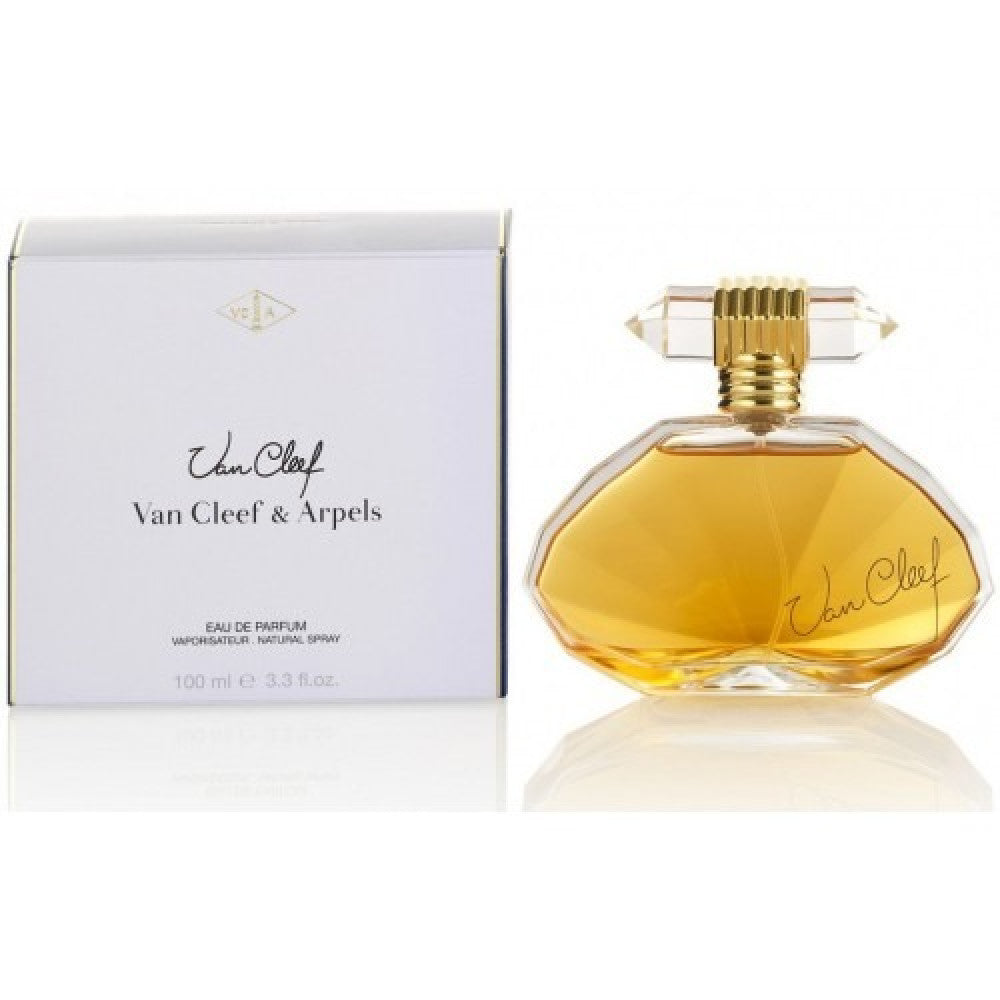 VC A
Van Cleef
Van Cleef & Arpels
EAU DE PARFUM
VAPORISATEUR . NATURAL SPRAY
100 ml ℮ 3.3 fl.oz.
Van Cleef